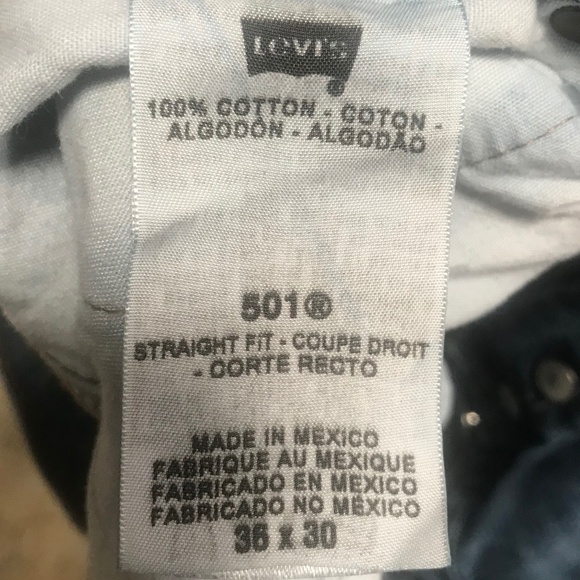 Levi's
100% COTTON - COTON -
ALGODÓN - ALGODÃO
501®
STRAIGHT FIT - COUPE DROIT
- CORTE RECTO
MADE IN MEXICO
FABRIQUE AU MEXIQUE
FABRICADO EN MEXICO
FABRICADO NO MÉXICO
36 X 30